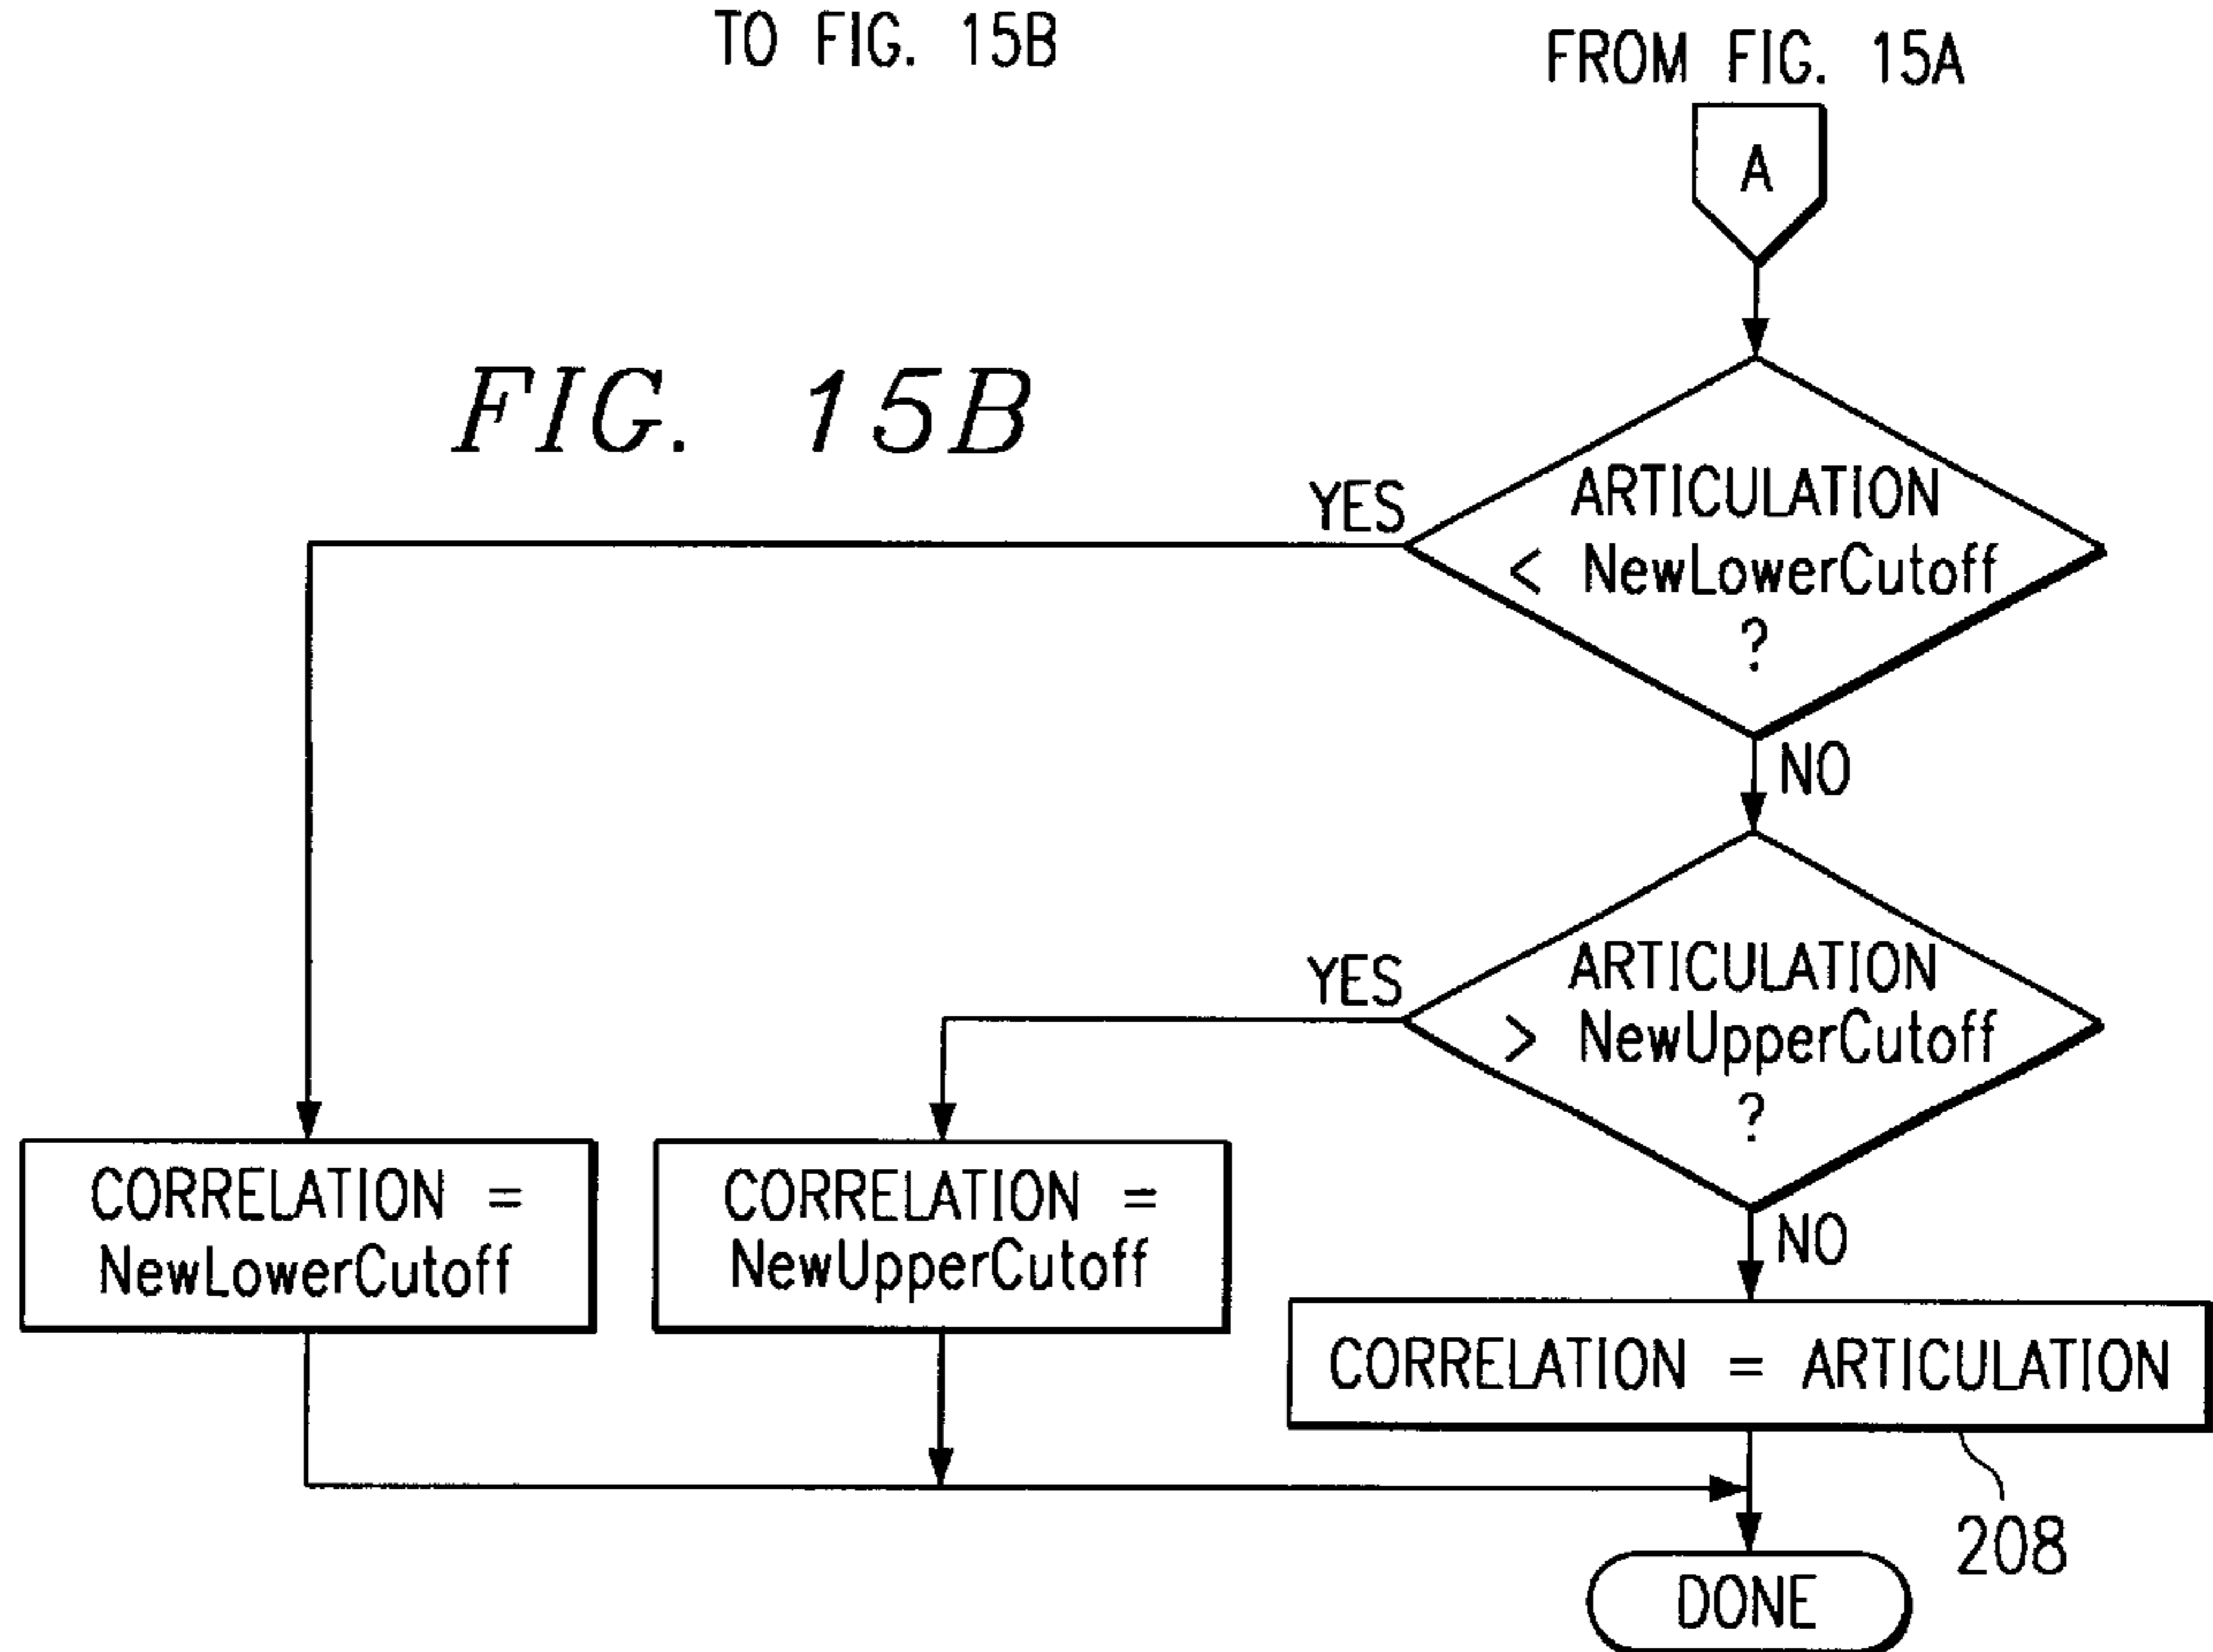 TO FIG. 15B
FROM FIG. 15A
A
FIG. 15B
YES
ARTICULATION
< NewLowerCutoff
?
NO
YES
ARTICULATION
> NewUpperCutoff
?
NO
CORRELATION =
NewLowerCutoff
CORRELATION =
NewUpperCutoff
CORRELATION = ARTICULATION
208
DONE